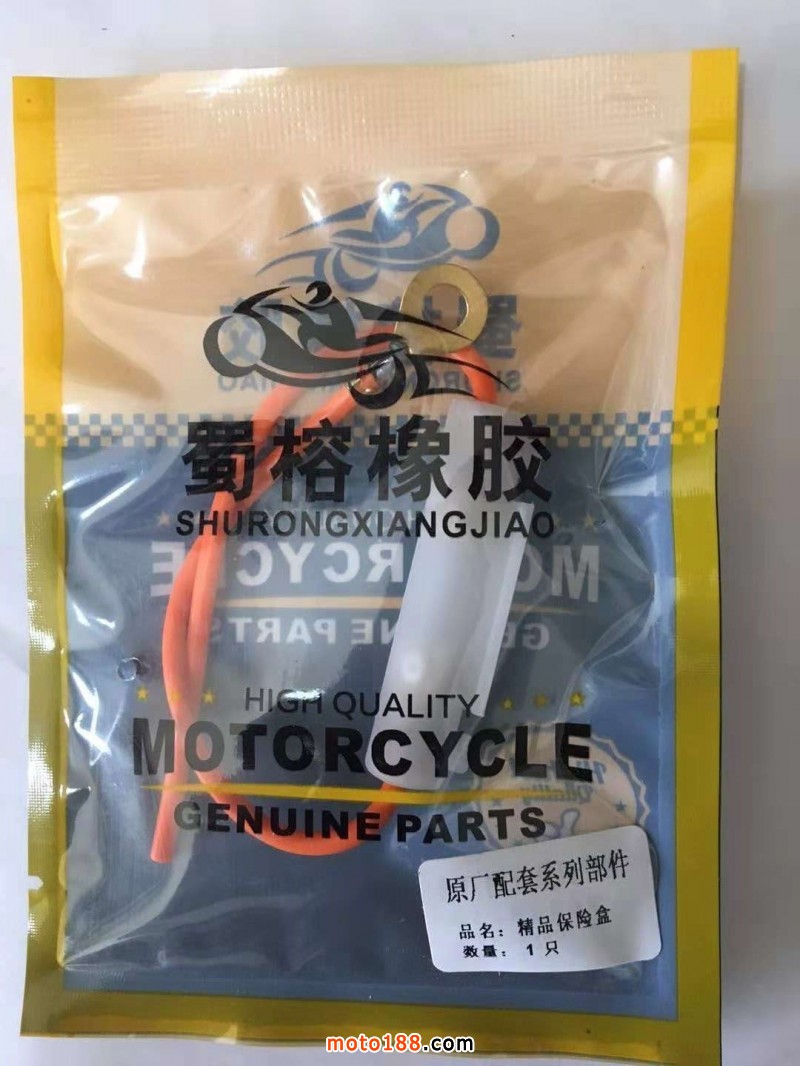 蜀榕橡胶
SHURONGXIANGJIAO
HIGH QUALITY
MOTORCYCLE
GENUINE PARTS
原厂配套系列部件
品名：精品保险盒
数量：1只
moto188.com